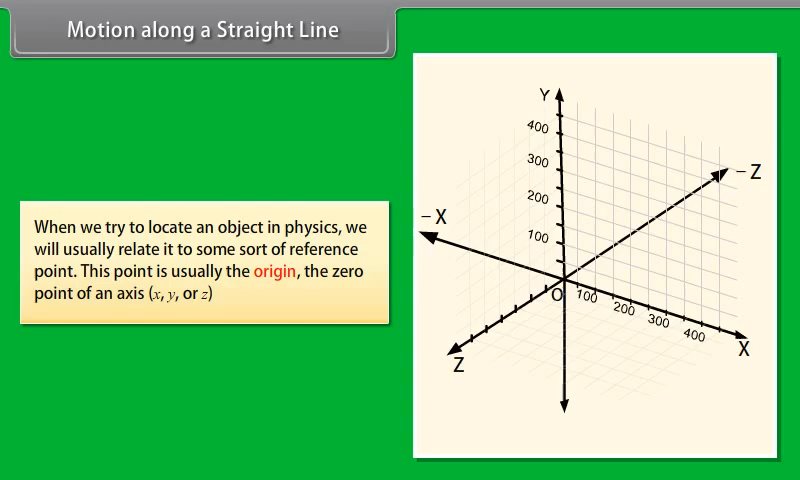 Motion along a Straight Line
When we try to locate an object in physics, we
will usually relate it to some sort of reference
point. This point is usually the origin, the zero
point of an axis (x, y, or z)
Y
400
300
200
100
– Z
– X
O
100
200
300
400
X
Z